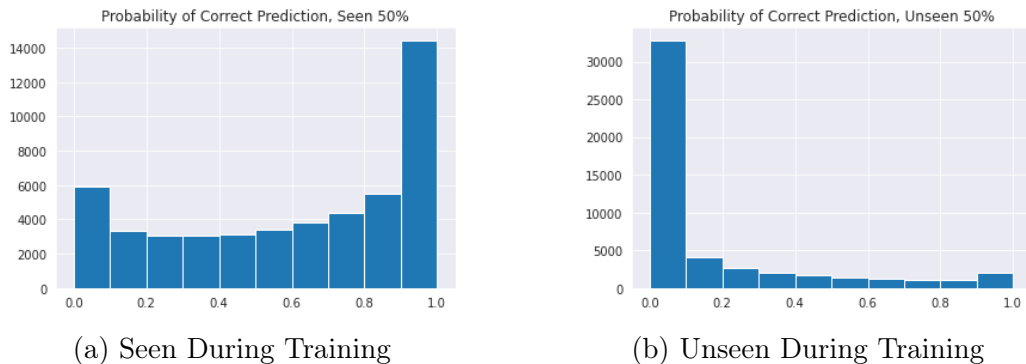 Probability of Correct Prediction, Seen 50%
14000
12000
10000
8000
6000
4000
2000
0
0.0 0.2 0.4 0.6 0.8 1.0
(a) Seen During Training
Probability of Correct Prediction, Unseen 50%
30000
25000
20000
15000
10000
5000
0
0.0 0.2 0.4 0.6 0.8 1.0
(b) Unseen During Training